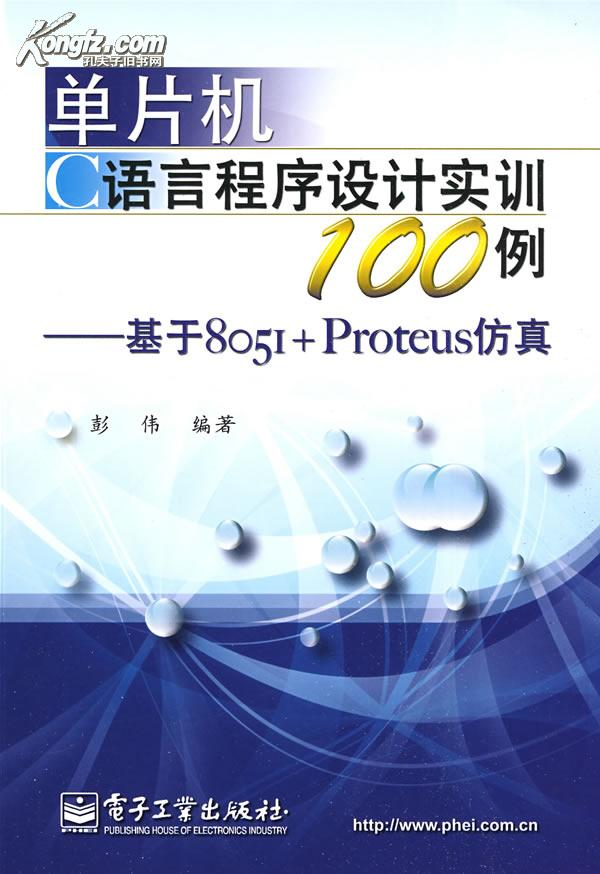 Kongfz.com
孔夫子旧书网
单片机
C语言程序设计实训
100例
——基于8051+Proteus仿真
彭 伟 编著
電子工業出版社
PUBLISHING HOUSE OF ELECTRONICS INDUSTRY
http://www.phei.com.cn